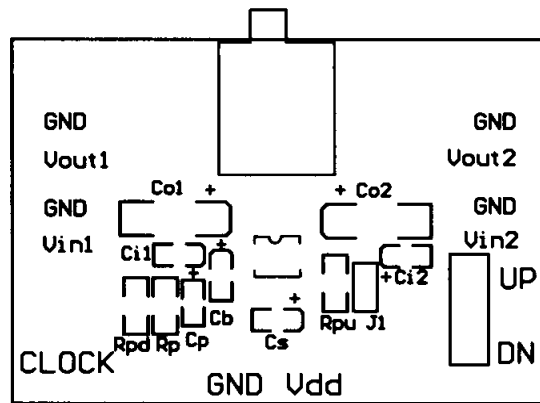 GND GND
Vout1 Vout2
Co1 + + Co2
GND GND
Vin1 Vin2
Ci1 + +Ci2
+ UP
Cb + Rpu J1
Rpd Rp Cp Cs
CLOCK DN
GND Vdd